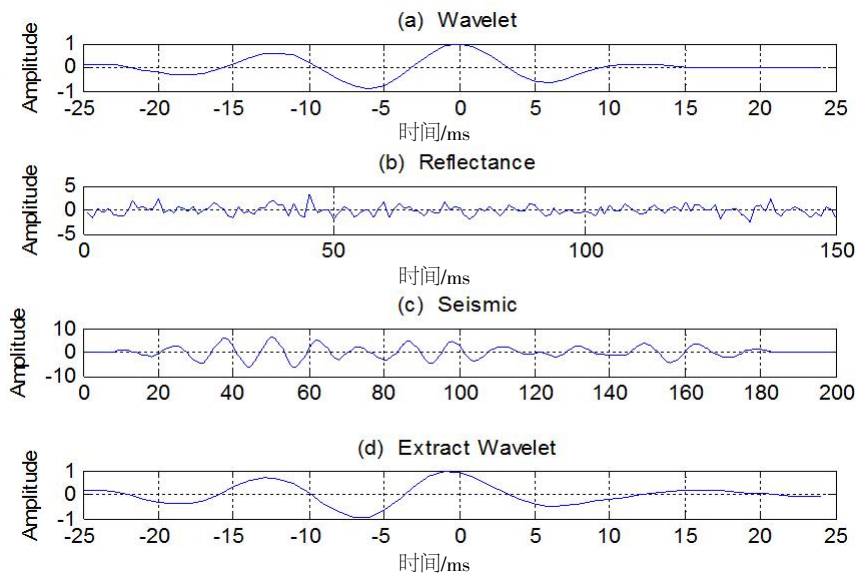 (a) Wavelet
Amplitude
1
0
-1
-25 -20 -15 -10 -5 0 5 10 15 20 25
时间/ms
(b) Reflectance
Amplitude
5
0
-5
0 50 100 150
时间/ms
(c) Seismic
Amplitude
10
0
-10
0 20 40 60 80 100 120 140 160 180 200
(d) Extract Wavelet
Amplitude
1
0
-1
-25 -20 -15 -10 -5 0 5 10 15 20 25
时间/ms